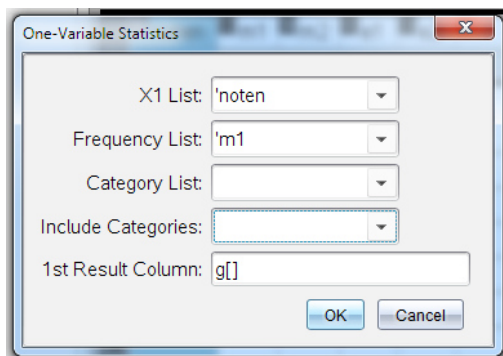 One-Variable Statistics
X1 List: 'noten
Frequency List: 'm1
Category List:
Include Categories:
1st Result Column: g[]
OK Cancel